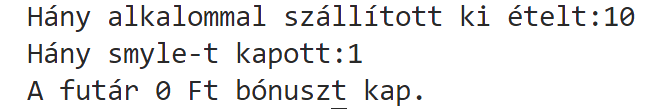 Hány alkalommal szállított ki ételt:10
Hány smyle-t kapott:1
A futár 0 Ft bónuszt kap.